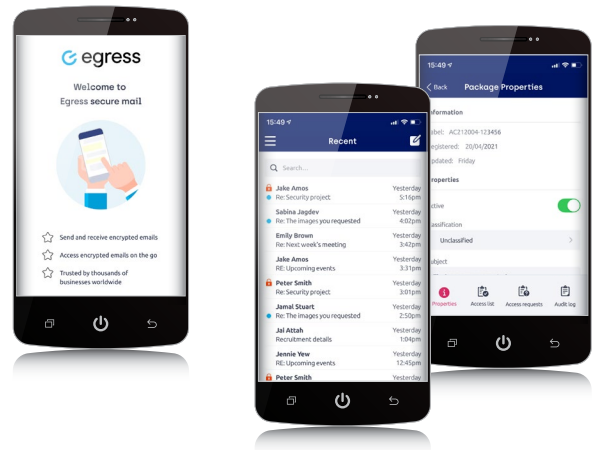 egress
Welcome to
Egress secure mail
Send and receive encrypted emails
Access encrypted emails on the go
Trusted by thousands of
businesses worldwide
15:49
Recent
Search...
Jake Amos Yesterday
Re: Security project 5:16pm
Sabina Jagdev Yesterday
Re: The images you requested 4:02pm
Emily Brown Yesterday
Re: Next week's meeting 3:42pm
Jake Amos Yesterday
RE: Upcoming events 3:31pm
Peter Smith Yesterday
Re: Security project 3:01pm
Jamal Stuart Yesterday
Re: The images you requested 2:50pm
Jai Attah Yesterday
Recruitment details 1:04pm
Jennie Yew Yesterday
RE: Upcoming events 12:45pm
Peter Smith Yesterday
15:49
Back Package Properties
nformation
abel: AC212004-123456
egistered: 20/04/2021
pdated: Friday
roperties
ctive
lassification
Unclassified
ubject
Properties Access list Access requests Audit log